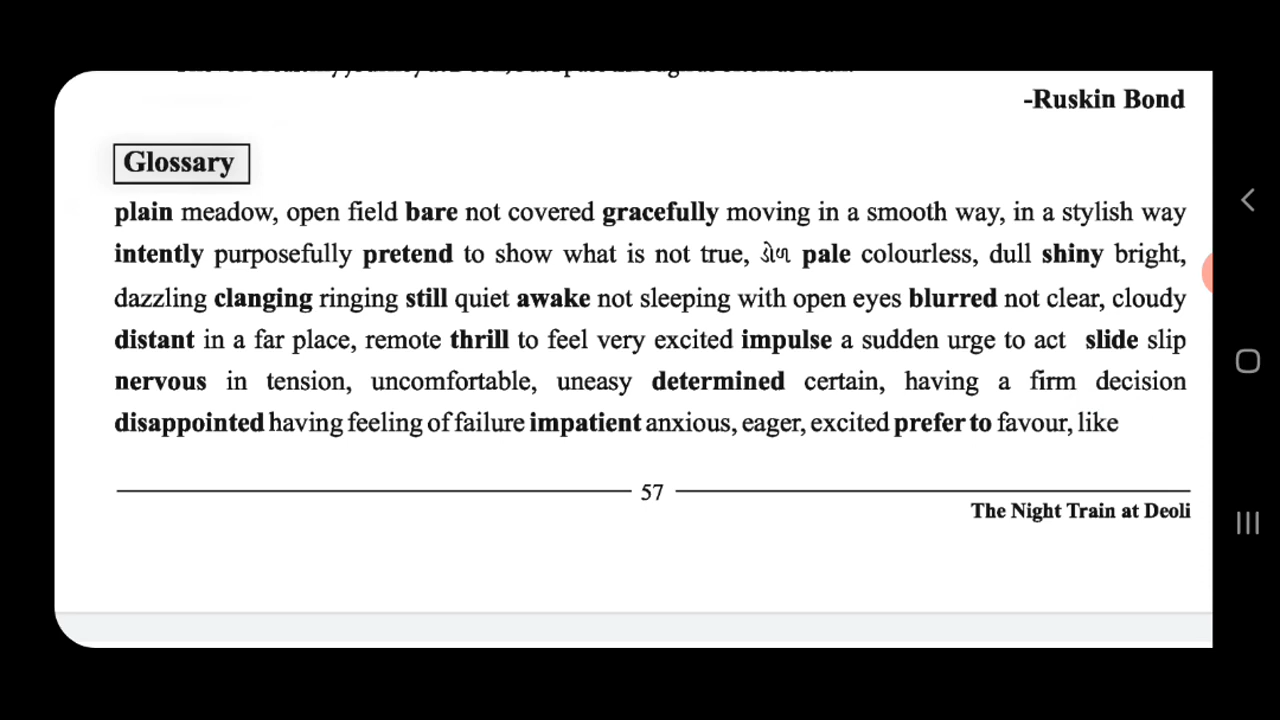 -Ruskin Bond
Glossary
plain meadow, open field bare not covered gracefully moving in a smooth way, in a stylish way
intently purposefully pretend to show what is not true, ડોળ pale colourless, dull shiny bright,
dazzling clanging ringing still quiet awake not sleeping with open eyes blurred not clear, cloudy
distant in a far place, remote thrill to feel very excited impulse a sudden urge to act slide slip
nervous in tension, uncomfortable, uneasy determined certain, having a firm decision
disappointed having feeling of failure impatient anxious, eager, excited prefer to favour, like
57
The Night Train at Deoli